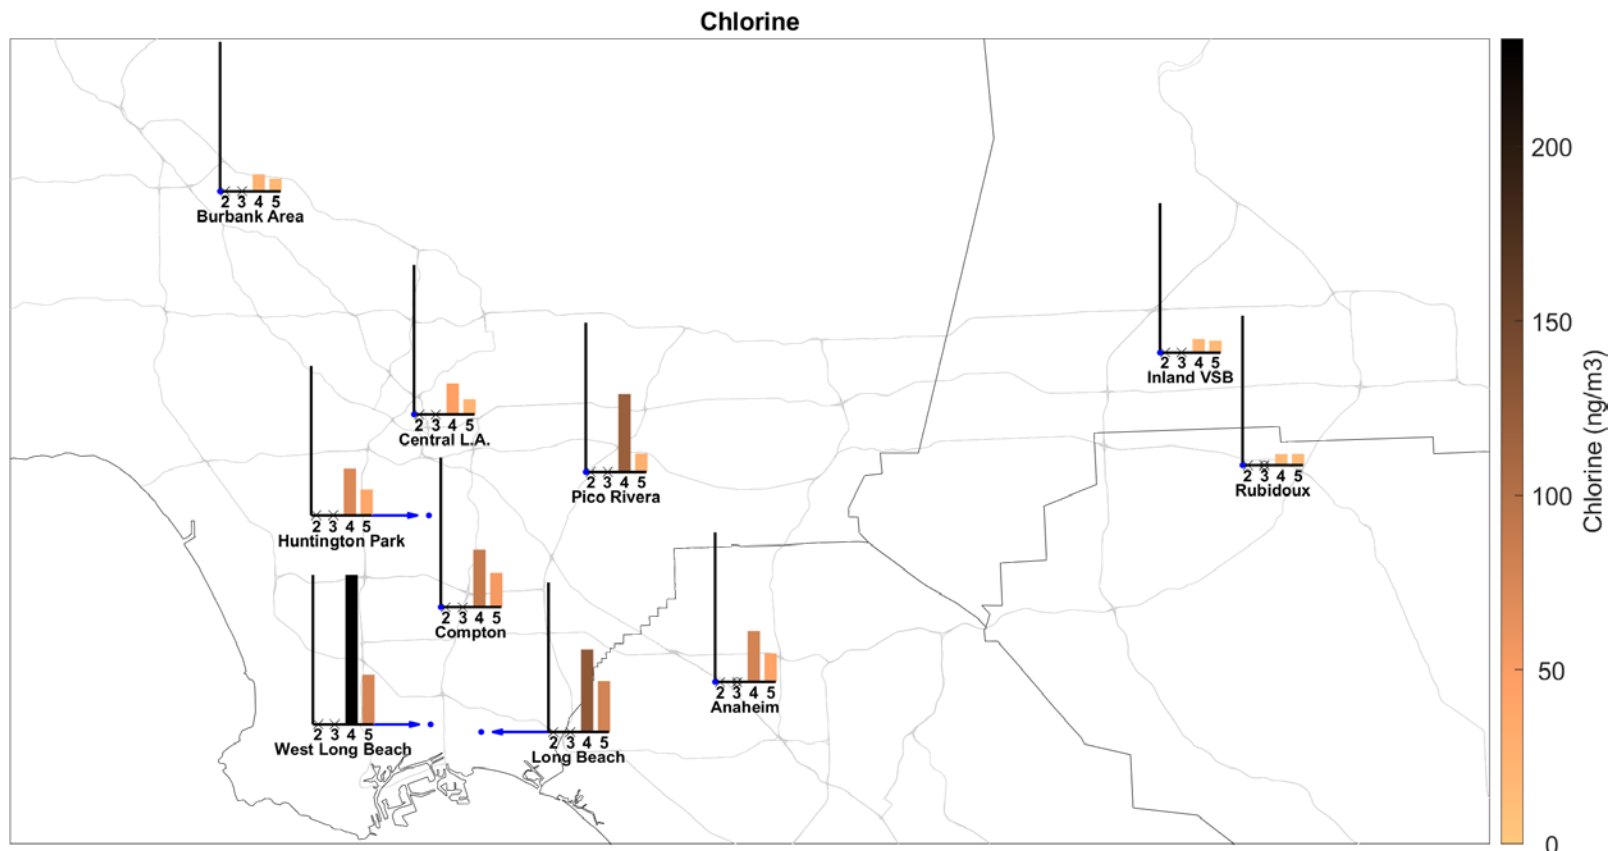 Chlorine
2 3 4 5
Burbank Area
2 3 4 5
Inland VSB
2 3 4 5
Central L.A.
2 3 4 5
Pico Rivera
2 3 4 5
Rubidoux
2 3 4 5
Huntington Park
2 3 4 5
Compton
2 3 4 5
Anaheim
2 3 4 5
West Long Beach
2 3 4 5
Long Beach
200
150
100
50
0
Chlorine (ng/m3)